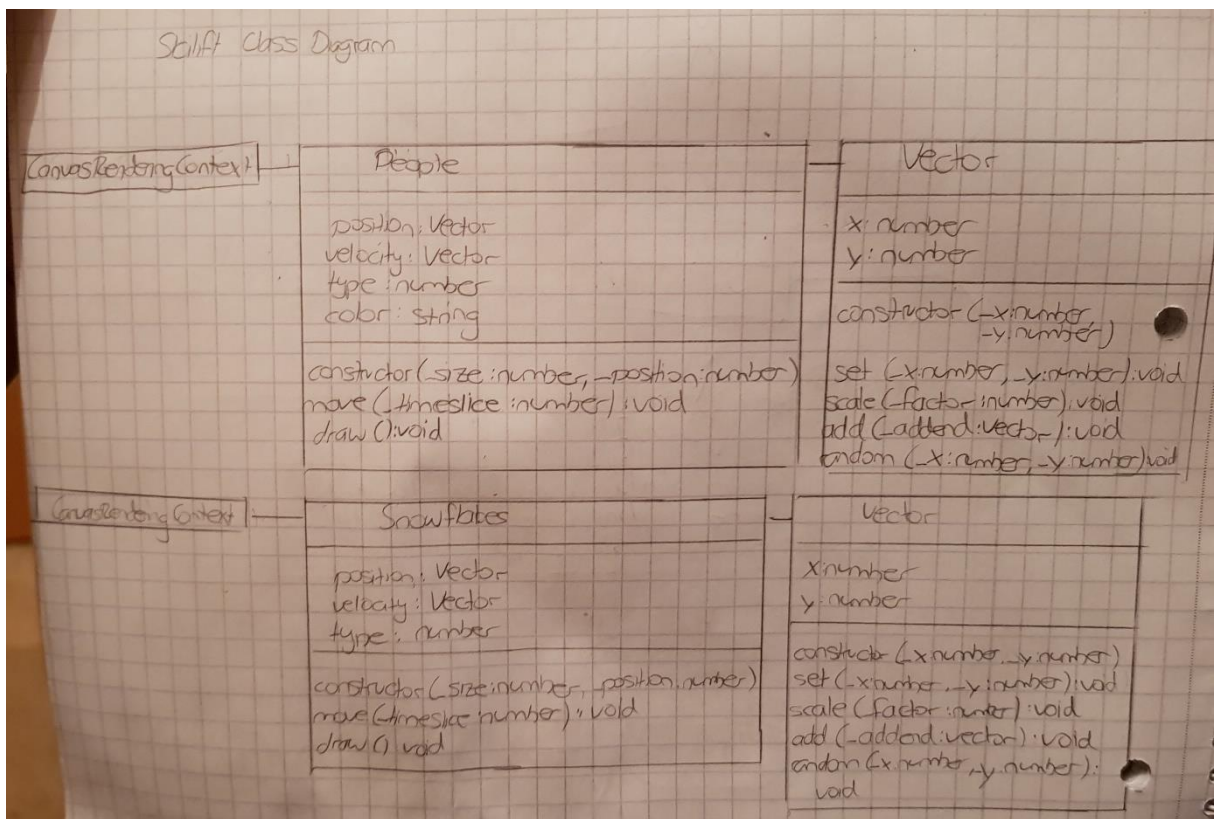 Skilift Class Diagram
CanvasRenderingContext
People
position: Vector
velocity: Vector
type: number
color: string
constructor (_size: number, _position: number)
move (_timeslice: number): void
draw (): void
Vector
x: number
y: number
constructor (_x: number,
_y: number)
set (_x: number, _y: number): void
scale (_factor: number): void
add (_addend: vector): void
random (_x: number, _y: number) void
CanvasRendering Context
Snowflakes
position: Vector
velocity: Vector
type: number
constructor (_size: number, _position: number)
move (_timeslice: number): void
draw () void
Vector
x: number
y: number
constructor (_x number, _y: number)
set (_x: number, _y: number): void
scale (_factor: number): void
add (_addend: vector): void
random (_x: number, _y: number):
void